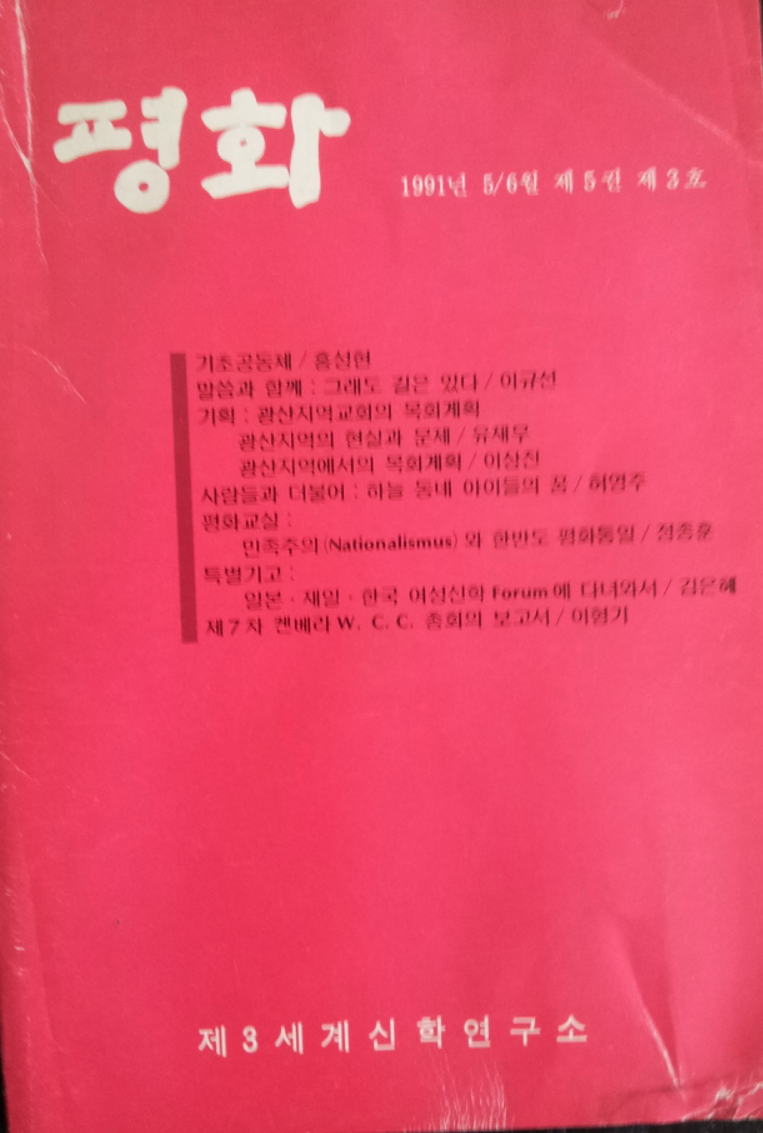 평화
1991년 5/6월 제5권 제3호
기초공동체 / 홍성현
말씀과 함께 : 그래도 길은 있다 / 이규선
기획 : 광산지역교회의 목회계획
광산지역의 현실과 문제 / 유재무
광산지역에서의 목회계획 / 이상진
사람들과 더불어 : 하늘 동네 아이들의 꿈 / 허영주
평화교실 :
민족주의(Nationalismus)와 한반도 평화통일 / 정종훈
특별기고 :
일본 · 재일 · 한국 여성신학 Forum에 다녀와서 / 김은혜
제7차 켄베라 W. C. C. 총회의 보고서 / 이형기
제3세계신학연구소